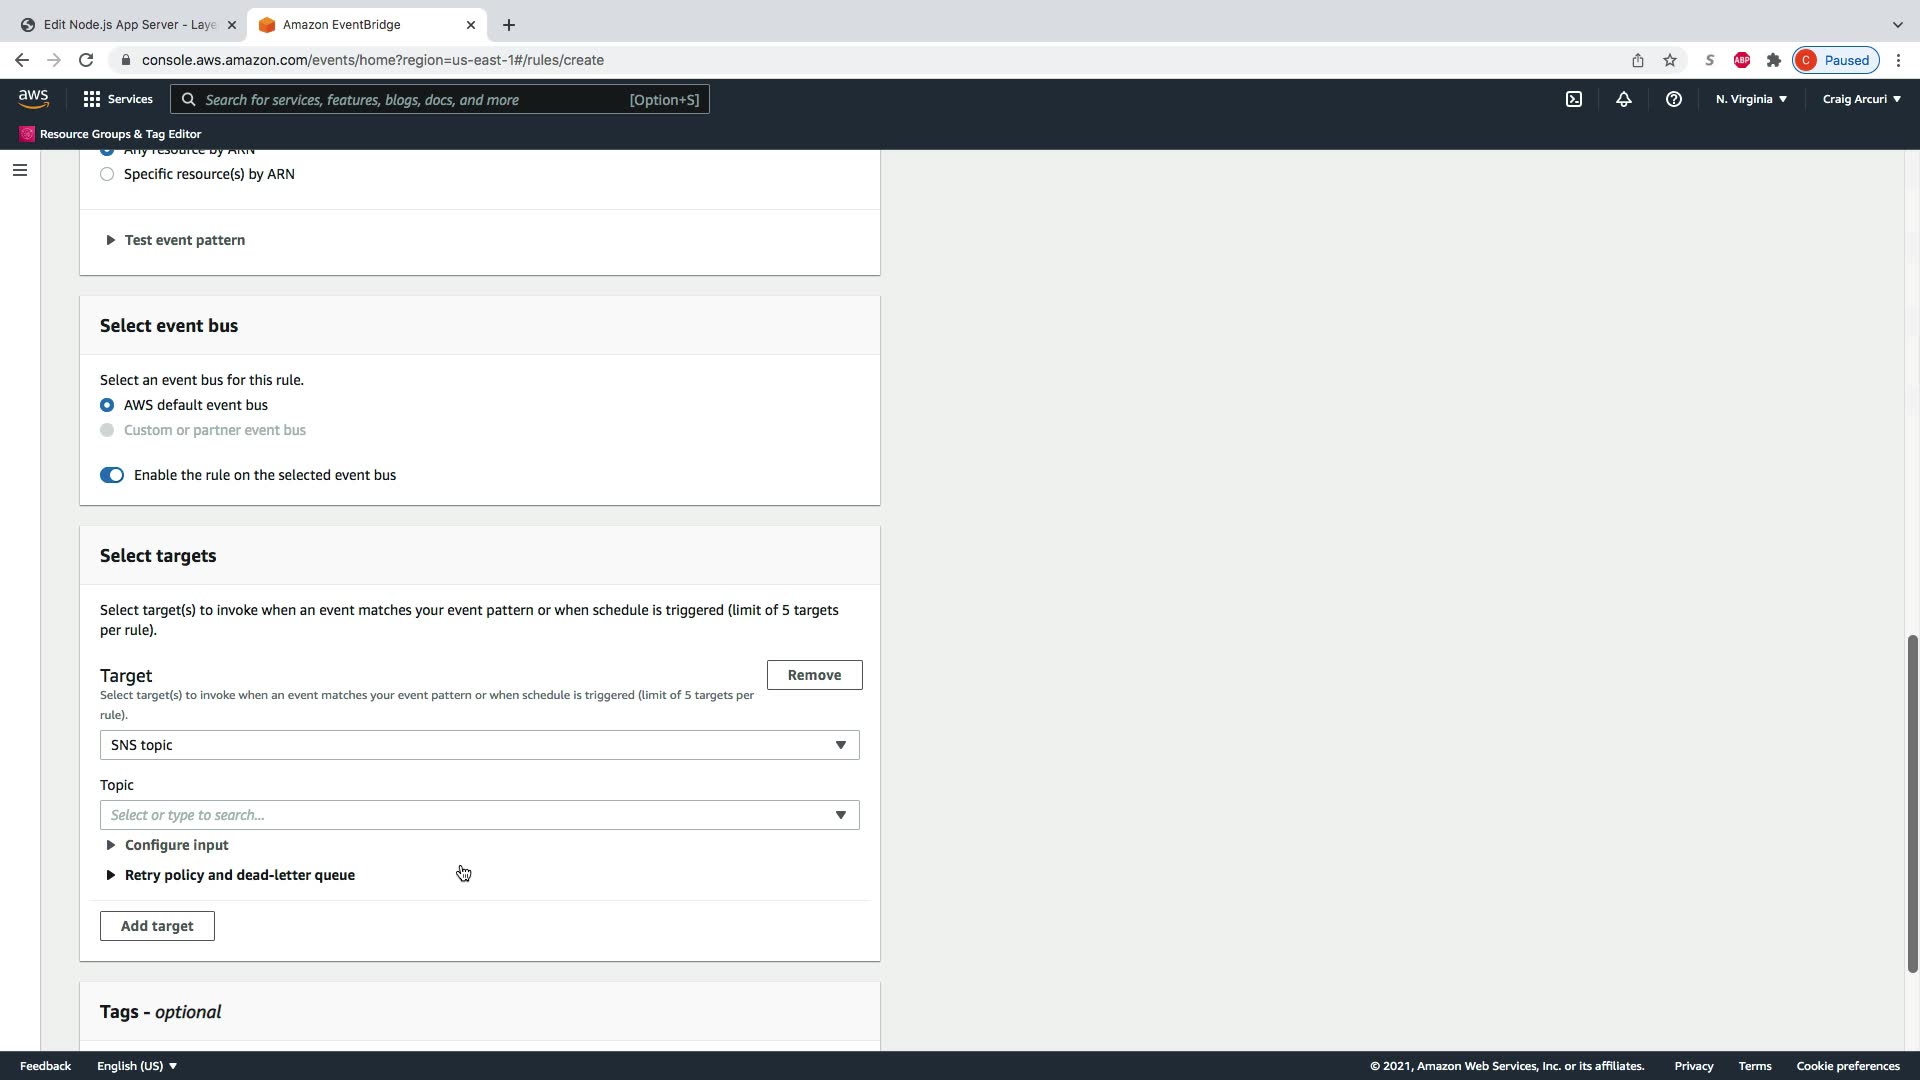 Edit Node.js App Server - Laye
Amazon EventBridge
console.aws.amazon.com/events/home?region=us-east-1#/rules/create
S
ABP
C Paused
aws
Services
Search for services, features, blogs, docs, and more [Option+S]
N. Virginia
Craig Arcuri
Resource Groups & Tag Editor
Any resource by ARN
Specific resource(s) by ARN
Test event pattern
Select event bus
Select an event bus for this rule.
AWS default event bus
Custom or partner event bus
Enable the rule on the selected event bus
Select targets
Select target(s) to invoke when an event matches your event pattern or when schedule is triggered (limit of 5 targets
per rule).
Target
Remove
Select target(s) to invoke when an event matches your event pattern or when schedule is triggered (limit of 5 targets per
rule).
SNS topic
Topic
Select or type to search...
Configure input
Retry policy and dead-letter queue
Add target
Tags - optional
Feedback
English (US)
© 2021, Amazon Web Services, Inc. or its affiliates.
Privacy
Terms
Cookie preferences